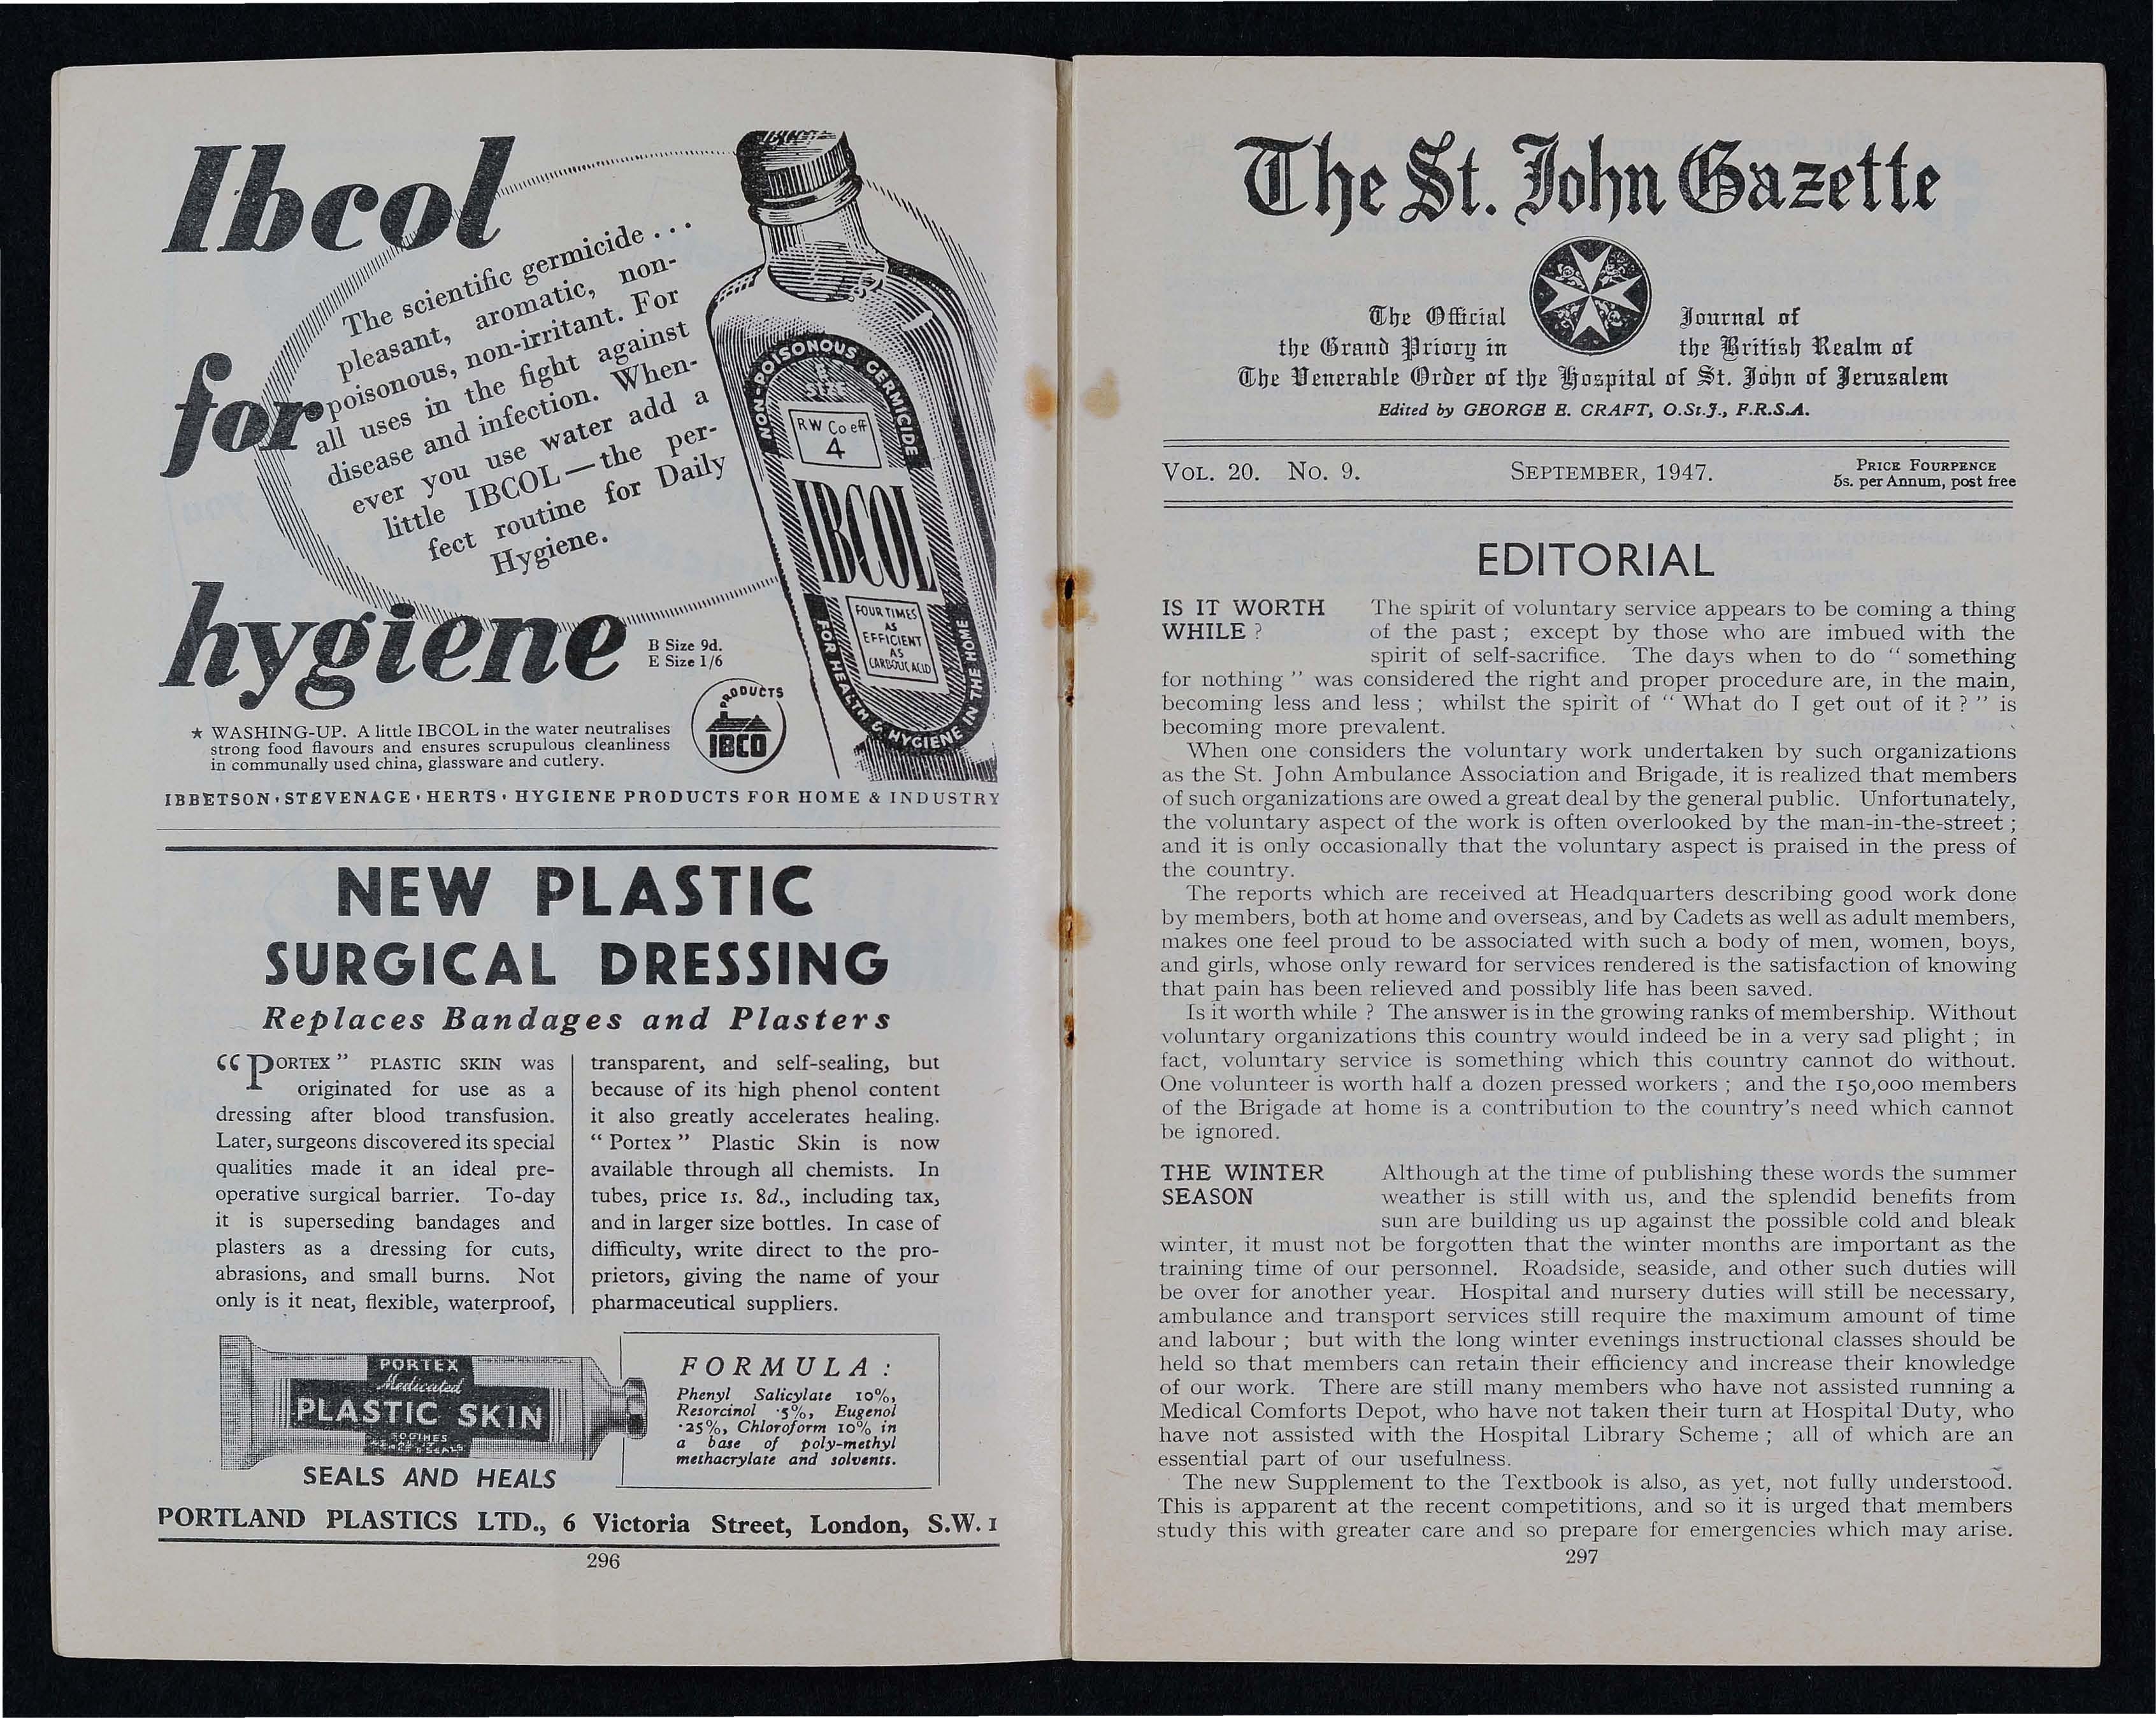 Ibcol
for
hygiene
The scientific germicide . . .
pleasant, aromatic, non-
poisonous, non-irritant. For
all uses in the fight against
disease and infection. When-
ever you use water add a
little IBCOL—the per-
fect routine for Daily
Hygiene.
NON-POISONOUS GERMICIDE
SIZE
RW Co eff
4
IBCOL
FOUR TIMES
AS
EFFICIENT
AS
CARBOLIC ACID
FOR HEALTH & HYGIENE IN THE HOME
B Size 9d.
E Size 1/6
PRODUCTS
IBCO
★ WASHING-UP. A little IBCOL in the water neutralises
strong food flavours and ensures scrupulous cleanliness
in communally used china, glassware and cutlery.
IBBETSON · STEVENAGE · HERTS · HYGIENE PRODUCTS FOR HOME & INDUSTRY
NEW PLASTIC
SURGICAL DRESSING
Replaces Bandages and Plasters
“PORTEX” PLASTIC SKIN was
originated for use as a
dressing after blood transfusion.
Later, surgeons discovered its special
qualities made it an ideal pre-
operative surgical barrier. To-day
it is superseding bandages and
plasters as a dressing for cuts,
abrasions, and small burns. Not
only is it neat, flexible, waterproof,
transparent, and self-sealing, but
because of its high phenol content
it also greatly accelerates healing.
“Portex” Plastic Skin is now
available through all chemists. In
tubes, price 1s. 8d., including tax,
and in larger size bottles. In case of
difficulty, write direct to the pro-
prietors, giving the name of your
pharmaceutical suppliers.
PORTEX
Medicated
PLASTIC SKIN
SOOTHES
SEALS AND HEALS
FORMULA :
Phenyl Salicylate 10%,
Resorcinol ·5%, Eugenol
·25%, Chloroform 10% in
a base of poly-methyl
methacrylate and solvents.
PORTLAND PLASTICS LTD., 6 Victoria Street, London, S.W. 1
296
The St. John Gazette
The Official Journal of
the Grand Priory in the British Realm of
The Venerable Order of the Hospital of St. John of Jerusalem
Edited by GEORGE E. CRAFT, O.St.J., F.R.S.A.
VOL. 20. No. 9. SEPTEMBER, 1947. PRICE FOURPENCE
5s. per Annum, post free
EDITORIAL
IS IT WORTH The spirit of voluntary service appears to be coming a thing
WHILE ? of the past ; except by those who are imbued with the
spirit of self-sacrifice. The days when to do “ something
for nothing ” was considered the right and proper procedure are, in the main,
becoming less and less ; whilst the spirit of “ What do I get out of it ? ” is
becoming more prevalent.
When one considers the voluntary work undertaken by such organizations
as the St. John Ambulance Association and Brigade, it is realized that members
of such organizations are owed a great deal by the general public. Unfortunately,
the voluntary aspect of the work is often overlooked by the man-in-the-street ;
and it is only occasionally that the voluntary aspect is praised in the press of
the country.
The reports which are received at Headquarters describing good work done
by members, both at home and overseas, and by Cadets as well as adult members,
makes one feel proud to be associated with such a body of men, women, boys,
and girls, whose only reward for services rendered is the satisfaction of knowing
that pain has been relieved and possibly life has been saved.
Is it worth while ? The answer is in the growing ranks of membership. Without
voluntary organizations this country would indeed be in a very sad plight ; in
fact, voluntary service is something which this country cannot do without.
One volunteer is worth half a dozen pressed workers ; and the 150,000 members
of the Brigade at home is a contribution to the country's need which cannot
be ignored.
THE WINTER Although at the time of publishing these words the summer
SEASON weather is still with us, and the splendid benefits from
sun are building us up against the possible cold and bleak
winter, it must not be forgotten that the winter months are important as the
training time of our personnel. Roadside, seaside, and other such duties will
be over for another year. Hospital and nursery duties will still be necessary,
ambulance and transport services still require the maximum amount of time
and labour ; but with the long winter evenings instructional classes should be
held so that members can retain their efficiency and increase their knowledge
of our work. There are still many members who have not assisted running a
Medical Comforts Depot, who have not taken their turn at Hospital Duty, who
have not assisted with the Hospital Library Scheme ; all of which are an
essential part of our usefulness.
The new Supplement to the Textbook is also, as yet, not fully understood.
This is apparent at the recent competitions, and so it is urged that members
study this with greater care and so prepare for emergencies which may arise.
297